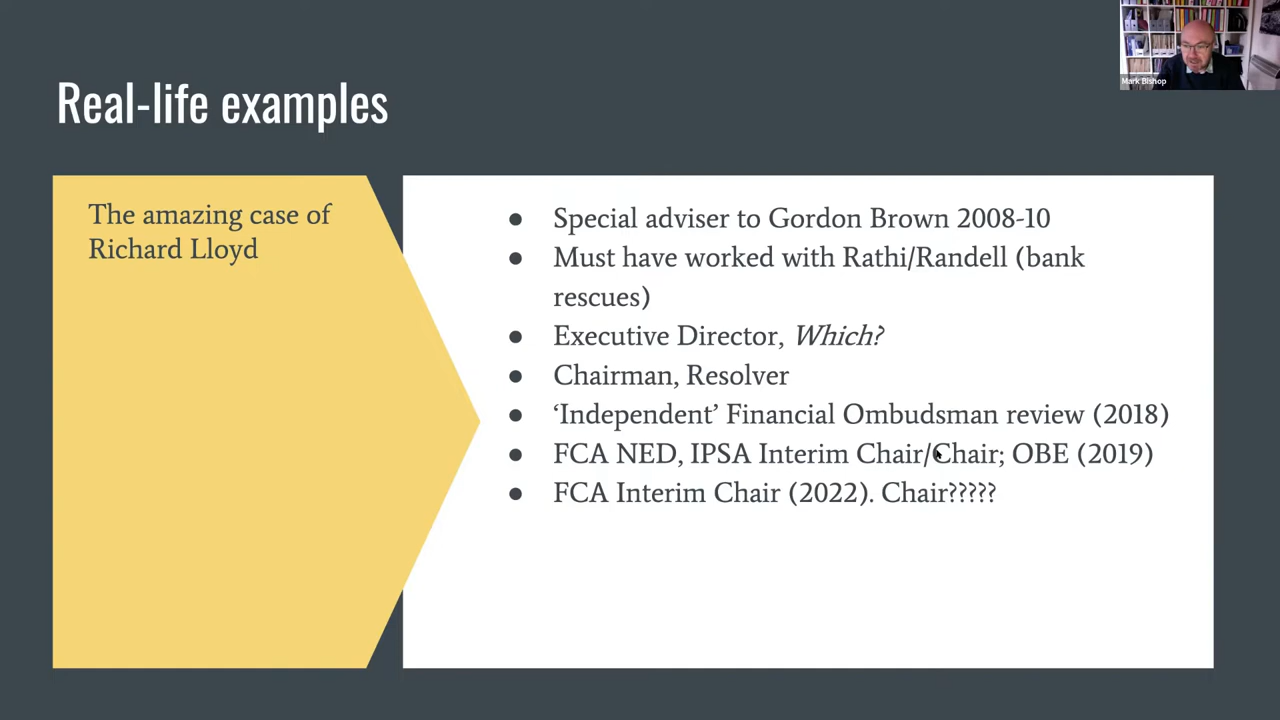 Mark Bishop
Real-life examples
The amazing case of
Richard Lloyd
● Special adviser to Gordon Brown 2008-10
● Must have worked with Rathi/Randell (bank
rescues)
● Executive Director, Which?
● Chairman, Resolver
● ‘Independent’ Financial Ombudsman review (2018)
● FCA NED, IPSA Interim Chair/Chair; OBE (2019)
● FCA Interim Chair (2022). Chair?????